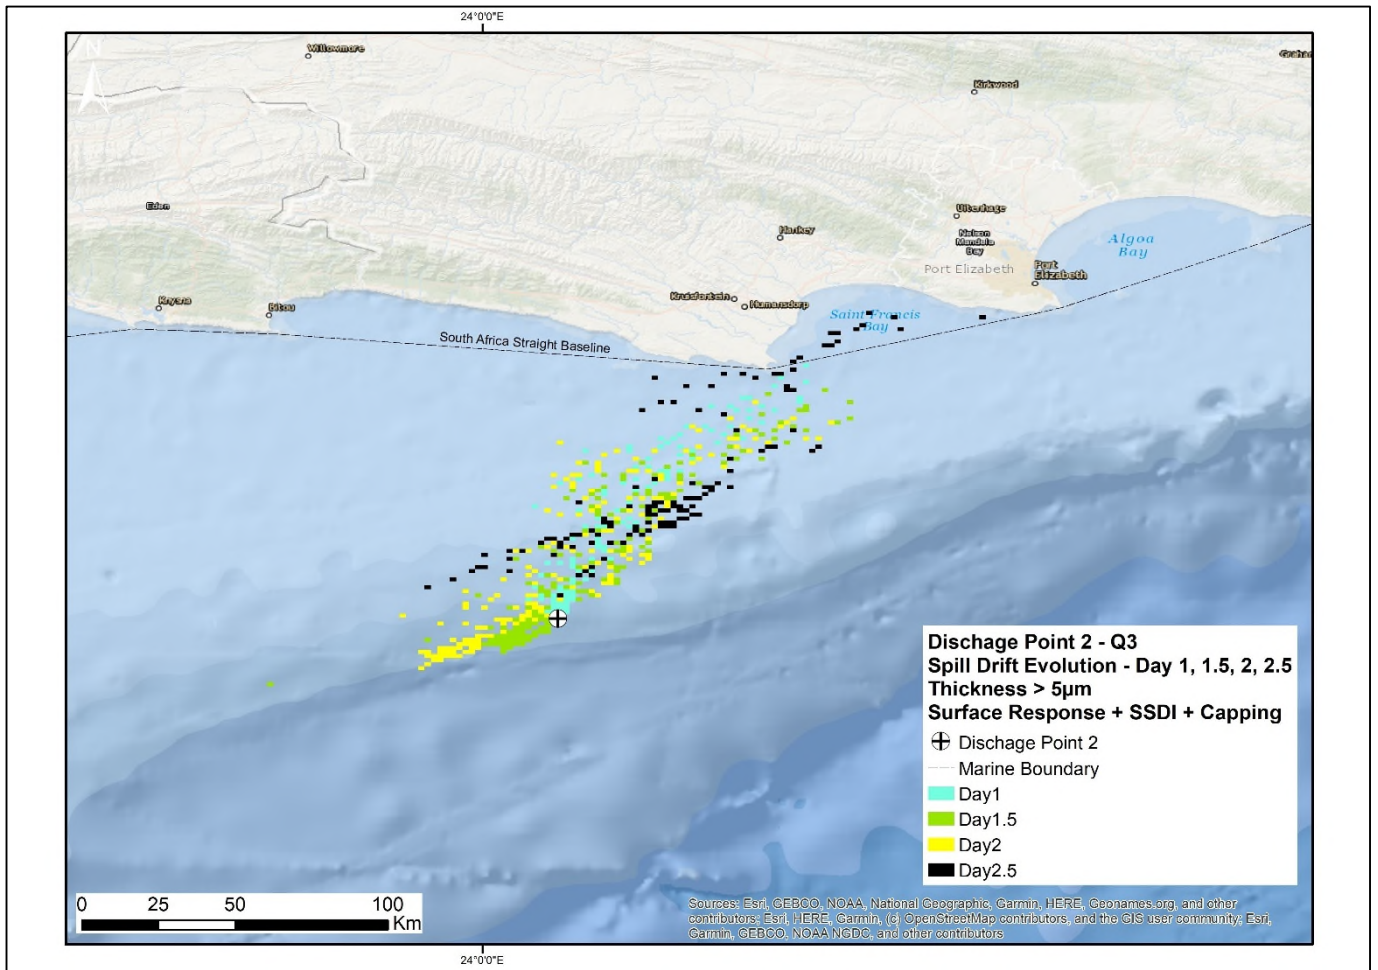 24°0'0"E
N
Willowmore
Graha
Kirkwood
Eden
Uitenhage
Hankey
Nelson
Mandela
Bay
Algoa
Bay
Port Elizabeth
Port
Elizabeth
Knysna
Bitou
Kruisfontein
Humansdorp
Saint Francis
Bay
South Africa Straight Baseline
Dischage Point 2 - Q3
Spill Drift Evolution - Day 1, 1.5, 2, 2.5
Thickness > 5µm
Surface Response + SSDI + Capping
Dischage Point 2
Marine Boundary
Day1
Day1.5
Day2
Day2.5
0 25 50 100
Km
Sources: Esri, GEBCO, NOAA, National Geographic, Garmin, HERE, Geonames.org, and other
contributors; Esri, HERE, Garmin, (c) OpenStreetMap contributors, and the GIS user community; Esri,
Garmin, GEBCO, NOAA NGDC, and other contributors
24°0'0"E